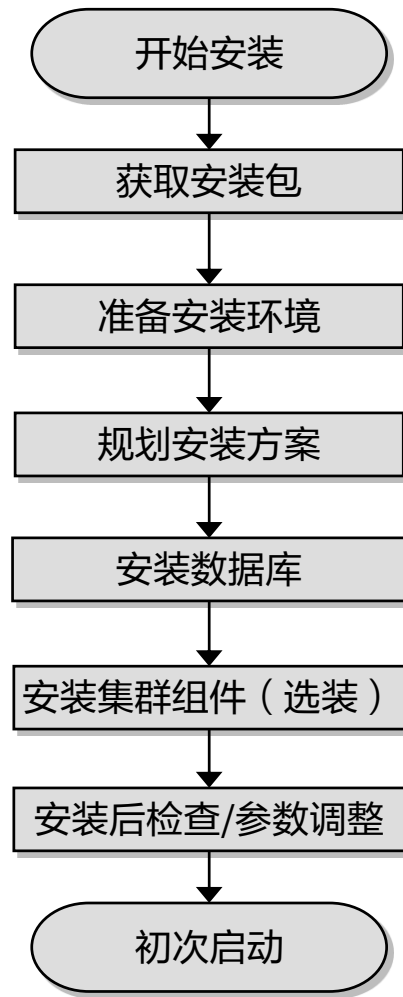 开始安装
获取安装包
准备安装环境
规划安装方案
安装数据库
安装集群组件（选装）
安装后检查/参数调整
初次启动